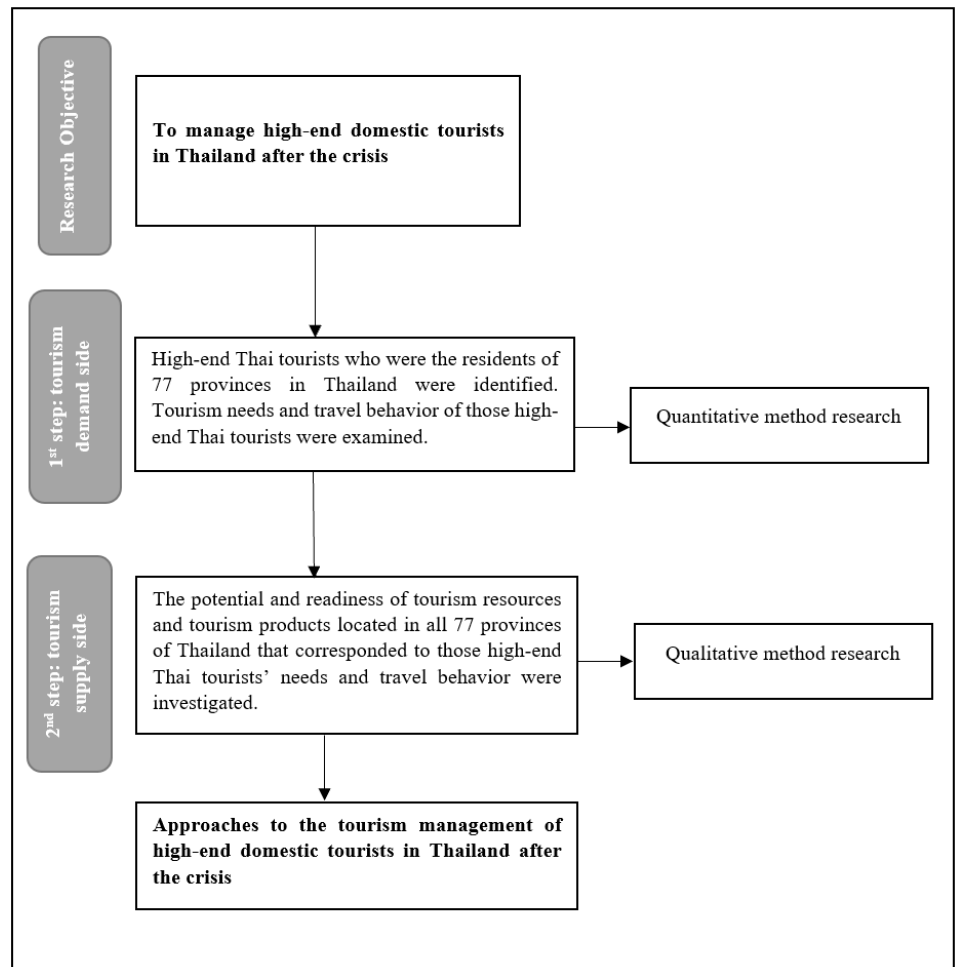 Research Objective
To manage high-end domestic tourists
in Thailand after the crisis
1st step: tourism
demand side
High-end Thai tourists who were the residents of
77 provinces in Thailand were identified.
Tourism needs and travel behavior of those high-
end Thai tourists were examined.
Quantitative method research
2nd step: tourism
supply side
The potential and readiness of tourism resources
and tourism products located in all 77 provinces
of Thailand that corresponded to those high-end
Thai tourists’ needs and travel behavior were
investigated.
Qualitative method research
Approaches to the tourism management of
high-end domestic tourists in Thailand after
the crisis